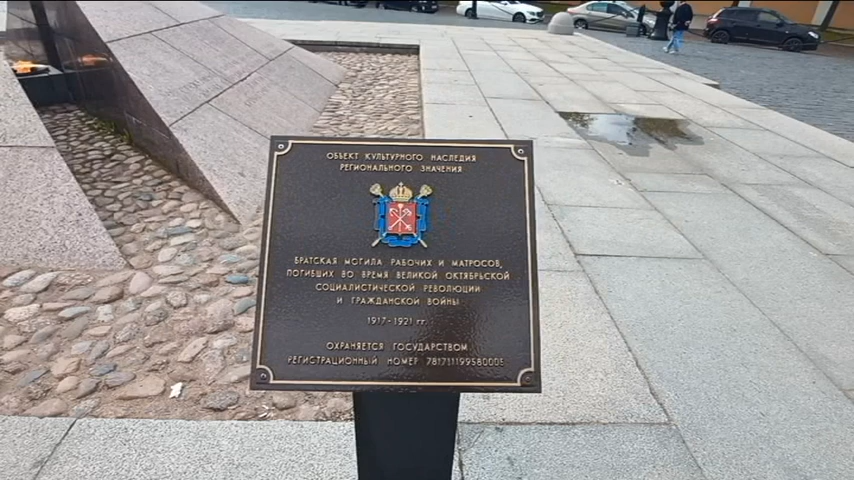 ОБЪЕКТ КУЛЬТУРНОГО НАСЛЕДИЯ
РЕГИОНАЛЬНОГО ЗНАЧЕНИЯ
БРАТСКАЯ МОГИЛА РАБОЧИХ И МАТРОСОВ,
ПОГИБШИХ ВО ВРЕМЯ ВЕЛИКОЙ ОКТЯБРЬСКОЙ
СОЦИАЛИСТИЧЕСКОЙ РЕВОЛЮЦИИ
И ГРАЖДАНСКОЙ ВОЙНЫ
1917-1921 гг.
ОХРАНЯЕТСЯ ГОСУДАРСТВОМ
РЕГИСТРАЦИОННЫЙ НОМЕР 781711199580005